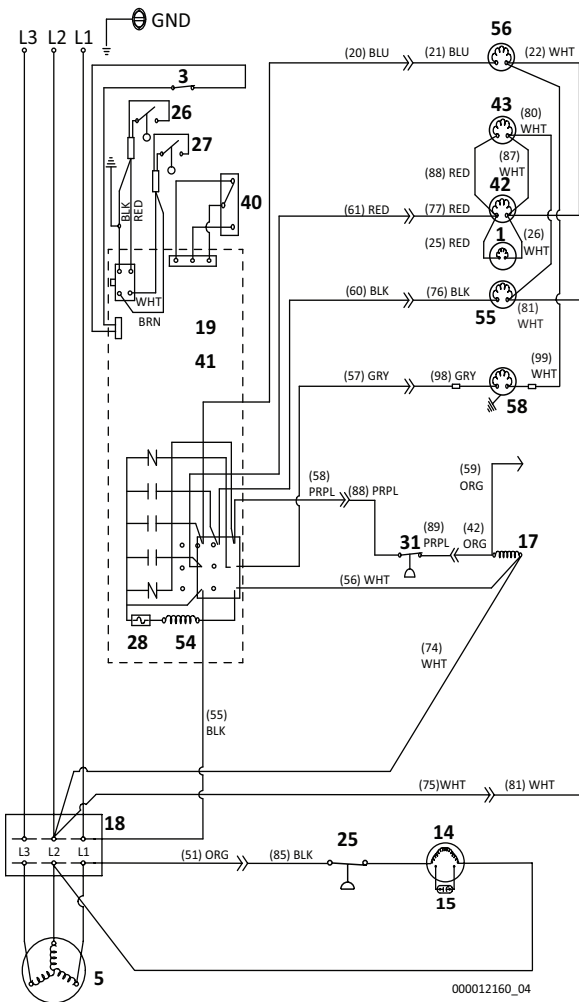 GND
L3 L2 L1
3
26
27
40
BLK
RED
WHT
BRN
19
41
(20) BLU
(21) BLU
56
(22) WHT
43
(80)
WHT
(88) RED
(87)
WHT
42
(61) RED
(77) RED
1
(25) RED
(26)
WHT
(60) BLK
(76) BLK
55
(81)
WHT
(57) GRY
(98) GRY
58
(99)
WHT
(58)
PRPL
(88) PRPL
(59)
ORG
31
(89)
PRPL
(42)
ORG
17
(56) WHT
28
54
(74)
WHT
(55)
BLK
(75)WHT
(81) WHT
18
L3 L2 L1
(51) ORG
(85) BLK
25
14
15
5
000012160_04